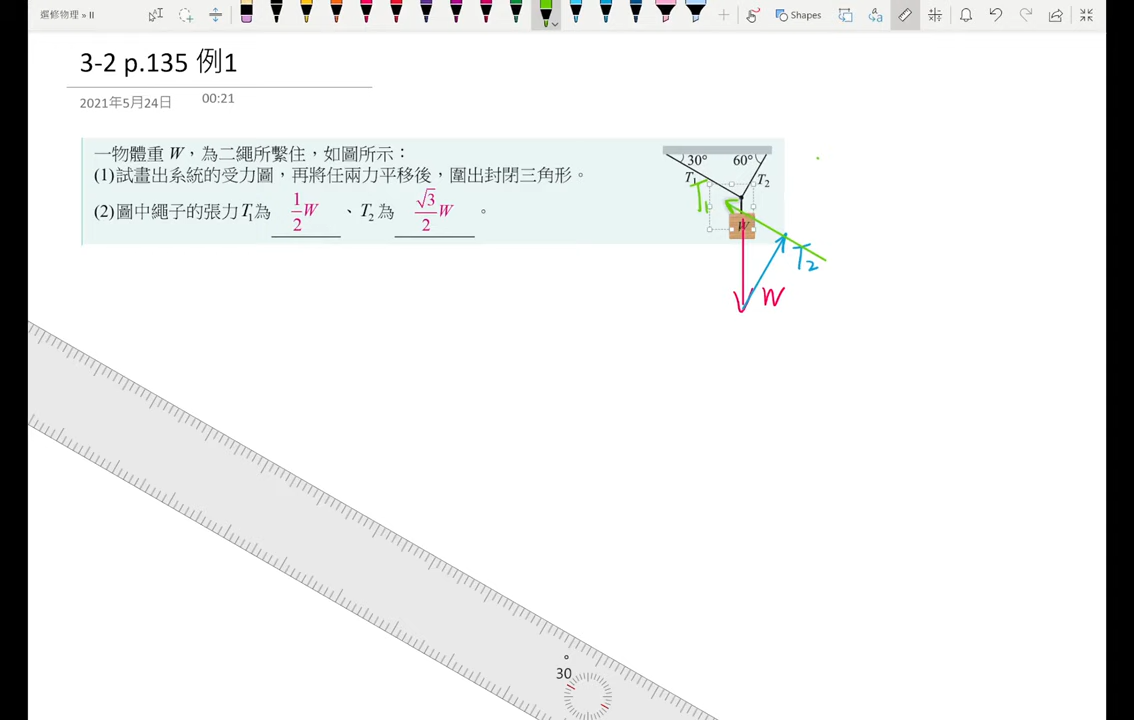 選修物理 » II
Shapes
3-2 p.135 例1
2021年5月24日 00:21
一物體重 W，為二繩所繫住，如圖所示：
(1)試畫出系統的受力圖，再將任兩力平移後，圍出封閉三角形。
(2)圖中繩子的張力T₁為 1/2 W 、T₂ 為 √3/2 W 。
30° 60°
T₁ T₂
T₁
W
T₂
W
30°